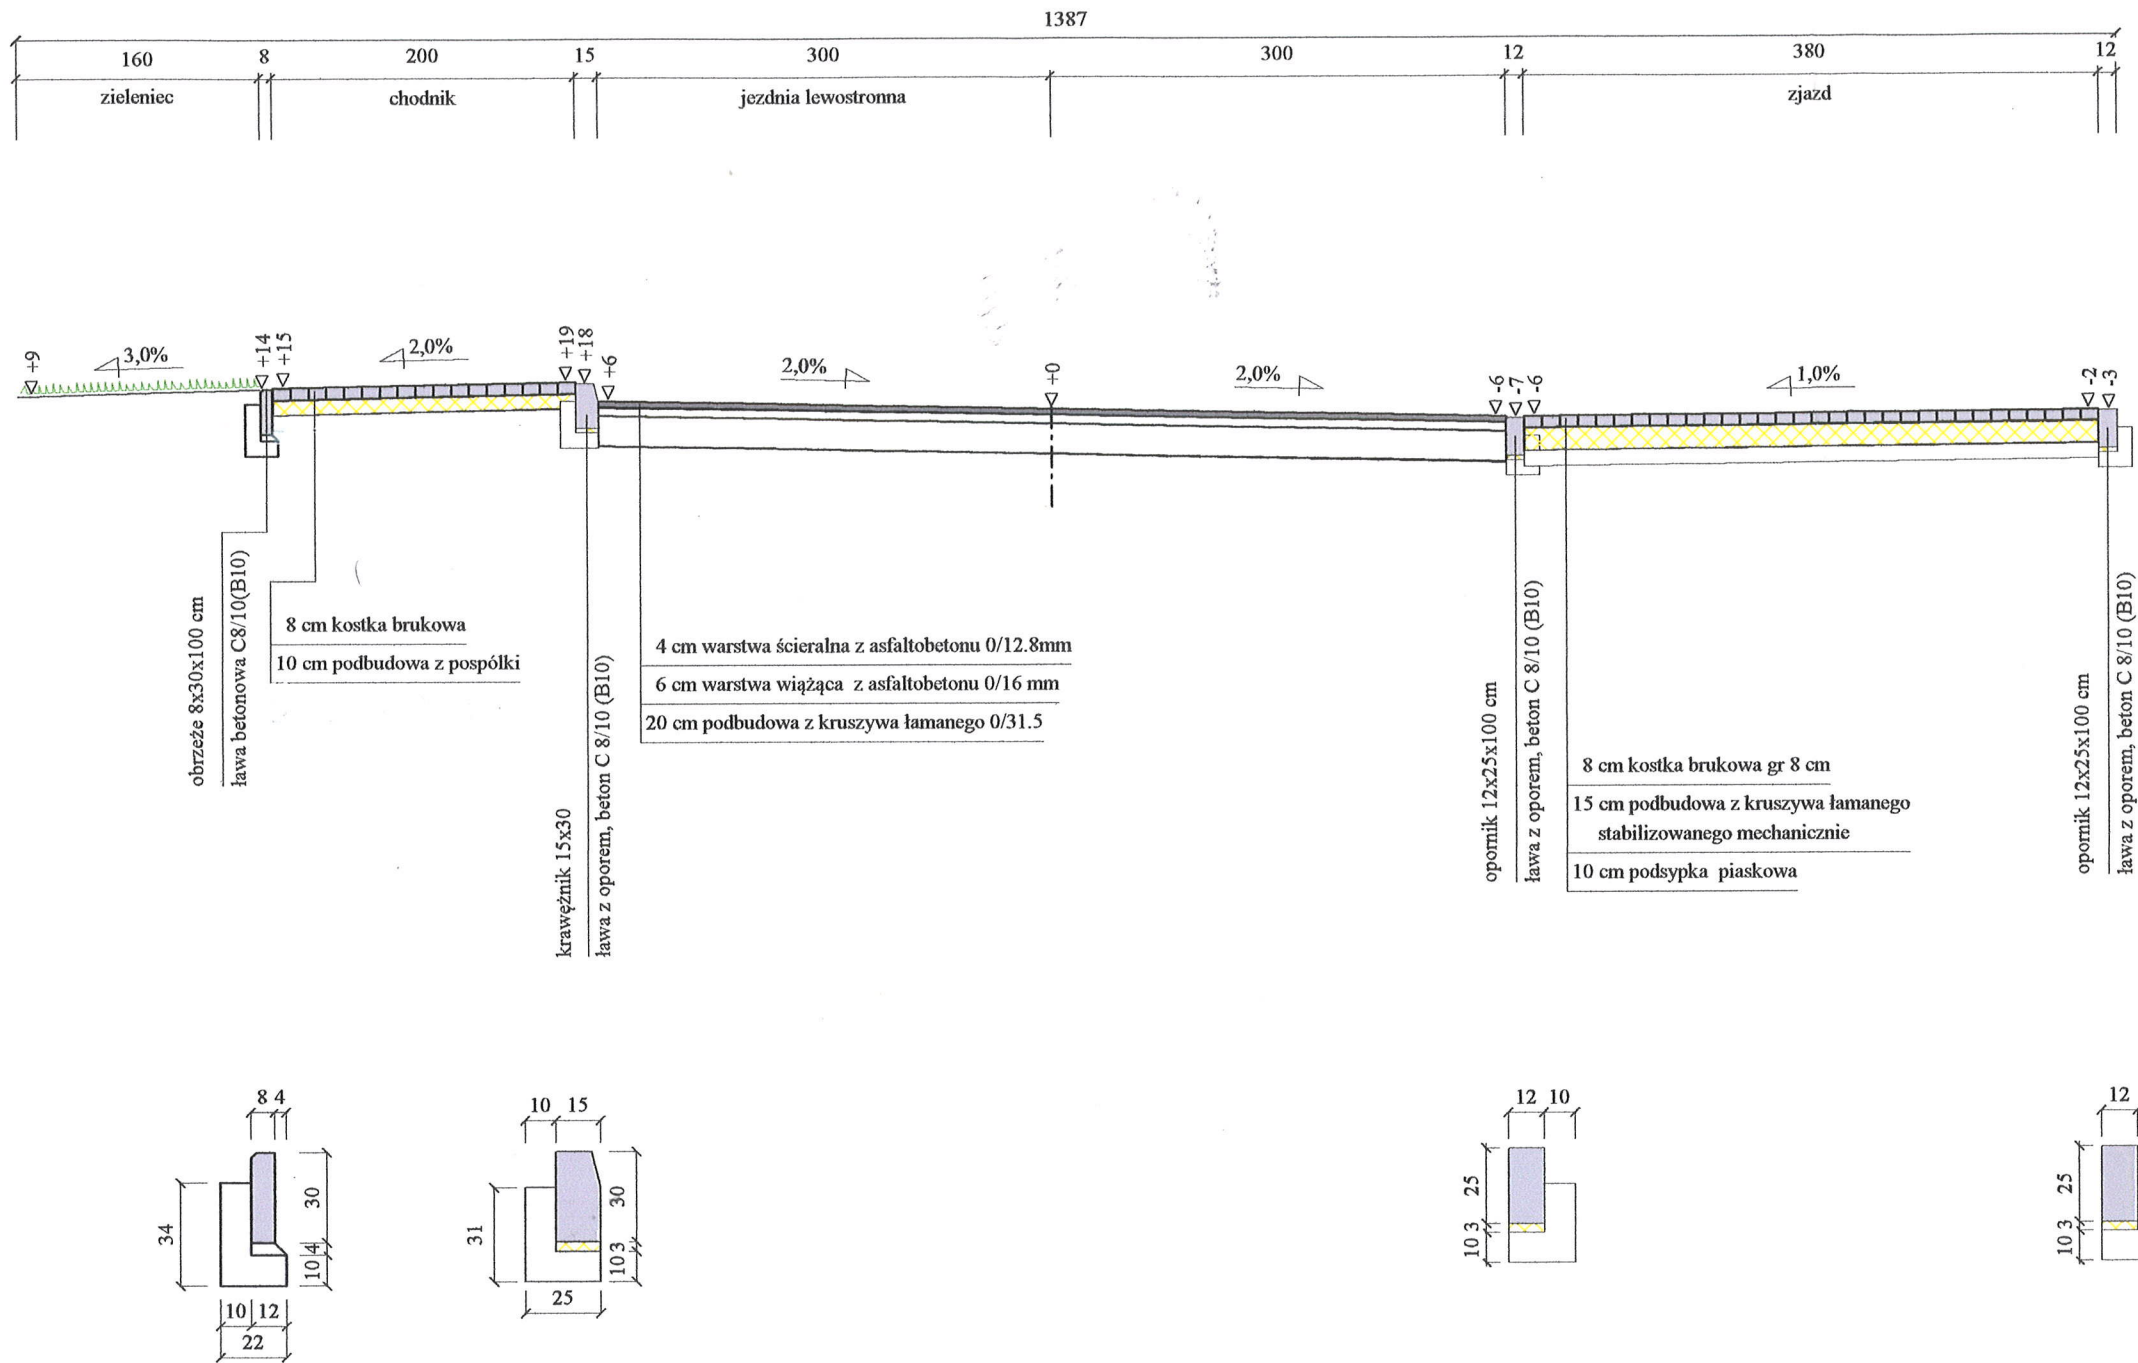 1387
160 8 200 15 300 300 12 380 12
zieleniec chodnik jezdnia lewostronna zjazd
+9 3,0% +14 +15 2,0% +19 +18 +6 2,0% +0 2,0% -6 -7 -6 1,0% -2 -3
obrzeże 8x30x100 cm
ława betonowa C8/10(B10)
8 cm kostka brukowa
10 cm podbudowa z pospólki
krawężnik 15x30
ława z oporem, beton C 8/10 (B10)
4 cm warstwa ścieralna z asfaltobetonu 0/12.8mm
6 cm warstwa wiążąca z asfaltobetonu 0/16 mm
20 cm podbudowa z kruszywa łamanego 0/31.5
opornik 12x25x100 cm
ława z oporem, beton C 8/10 (B10)
8 cm kostka brukowa gr 8 cm
15 cm podbudowa z kruszywa łamanego
stabilizowanego mechanicznie
10 cm podsypka piaskowa
opornik 12x25x100 cm
ława z oporem, beton C 8/10 (B10)
8 4
34
30
4
10
10 12
22
10 15
31
30
3
10
25
12 10
25
3
10
12
25
3
10